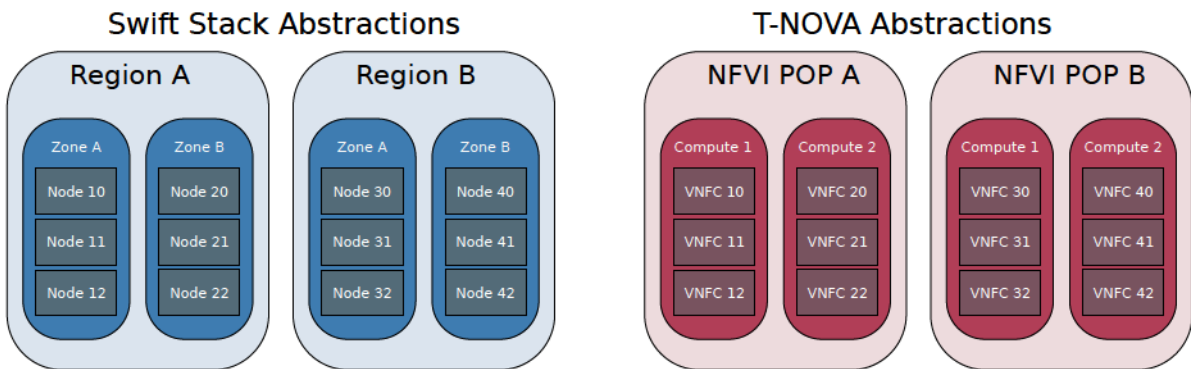 Swift Stack Abstractions
Region A
Zone A
Node 10
Node 11
Node 12
Zone B
Node 20
Node 21
Node 22
Region B
Zone A
Node 30
Node 31
Node 32
Zone B
Node 40
Node 41
Node 42
T-NOVA Abstractions
NFVI POP A
Compute 1
VNFC 10
VNFC 11
VNFC 12
Compute 2
VNFC 20
VNFC 21
VNFC 22
NFVI POP B
Compute 1
VNFC 30
VNFC 31
VNFC 32
Compute 2
VNFC 40
VNFC 41
VNFC 42